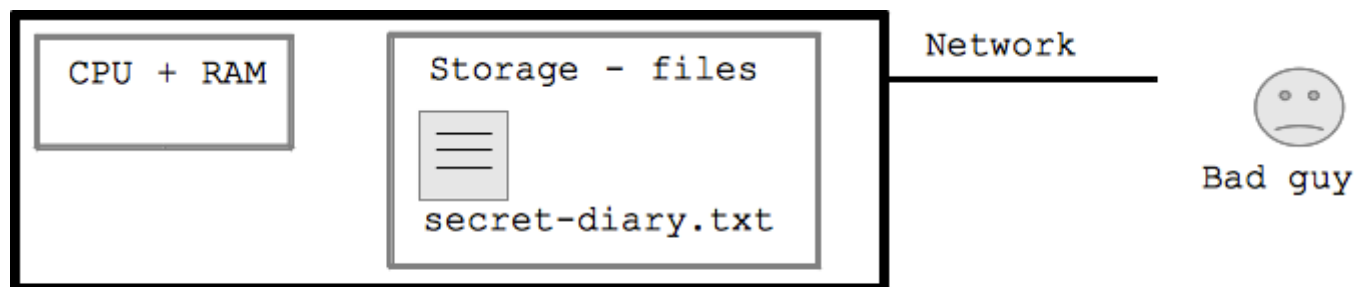 CPU + RAM
Storage - files
secret-diary.txt
Network
Bad guy